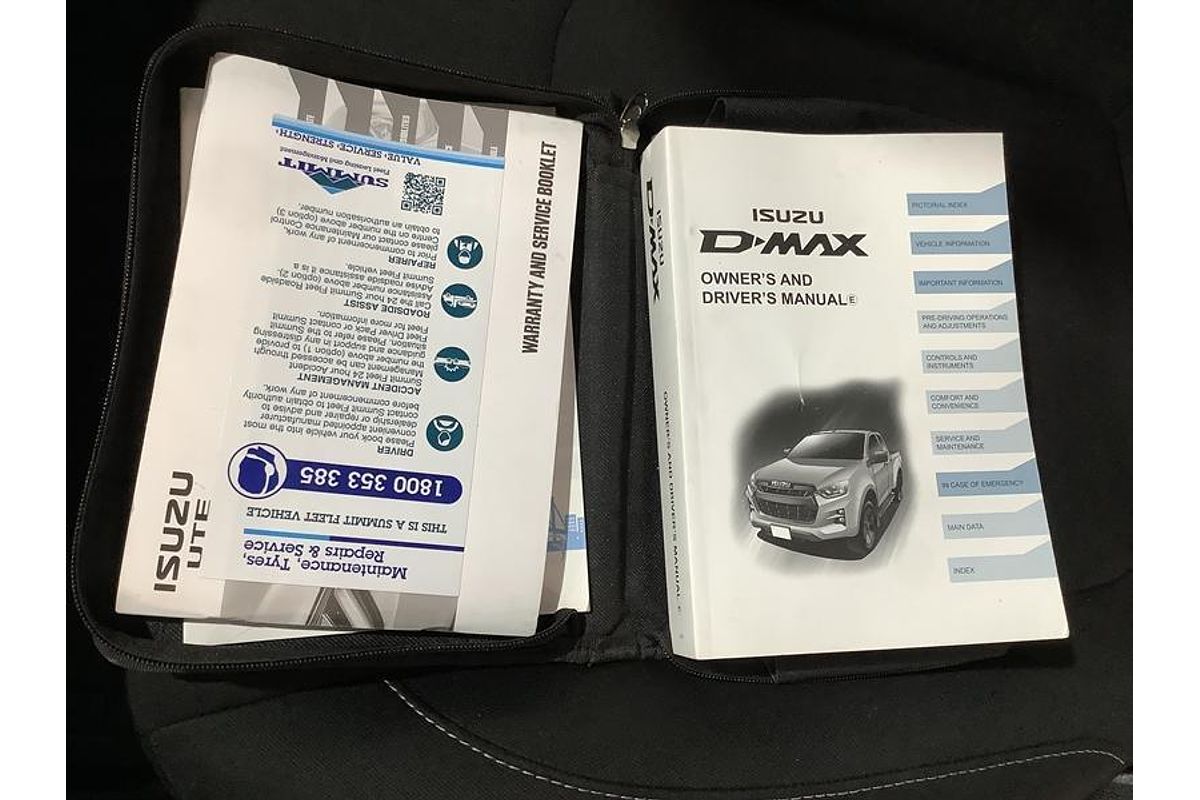 Maintenance, Tyres,
Repairs & Service
THIS IS A SUMMIT FLEET VEHICLE
1800 353 385
DRIVER
Please book your vehicle into the most
convenient manufacturer appointed
dealership or repairer and advise to
contact Summit Fleet to obtain authority
before commencement of any work.
ACCIDENT MANAGEMENT
Summit Fleet 24 hour Accident
Management can be accessed through
the number above (option 1) to provide
guidance and support in any distressing
situation. Please refer to the Summit
Fleet Driver Pack or contact Summit
Fleet for more information.
ROADSIDE ASSIST
Call the 24 hour Summit Fleet Roadside
Assistance number above (option 2).
Advise roadside assistance it is a
Summit Fleet vehicle.
REPAIRER
Prior to commencement of any work,
please contact our Maintenance Control
Centre on the number above (option 3)
to obtain an authorisation number.
SUMMIT
Fleet Leasing and Management
VALUE. SERVICE. STRENGTH.
WARRANTY AND SERVICE BOOKLET
ISUZU
UTE
ISUZU
D-MAX
OWNER'S AND DRIVER'S MANUAL
ISUZU
D-MAX
OWNER'S AND
DRIVER'S MANUAL E
PICTORIAL INDEX
VEHICLE INFORMATION
IMPORTANT INFORMATION
PRE-DRIVING OPERATIONS
AND ADJUSTMENTS
CONTROLS AND
INSTRUMENTS
COMFORT AND
CONVENIENCE
SERVICE AND
MAINTENANCE
IN CASE OF EMERGENCY
MAIN DATA
INDEX